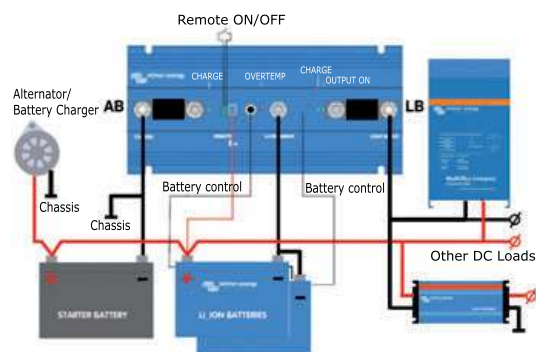 Remote ON/OFF
CHARGE
OVERTEMP
CHARGE
OUTPUT ON
Alternator/
Battery Charger
AB
LB
Battery control
Battery control
Chassis
Chassis
Other DC Loads
STARTER BATTERY
LI_ION BATTERIES
+
-
+
-
-